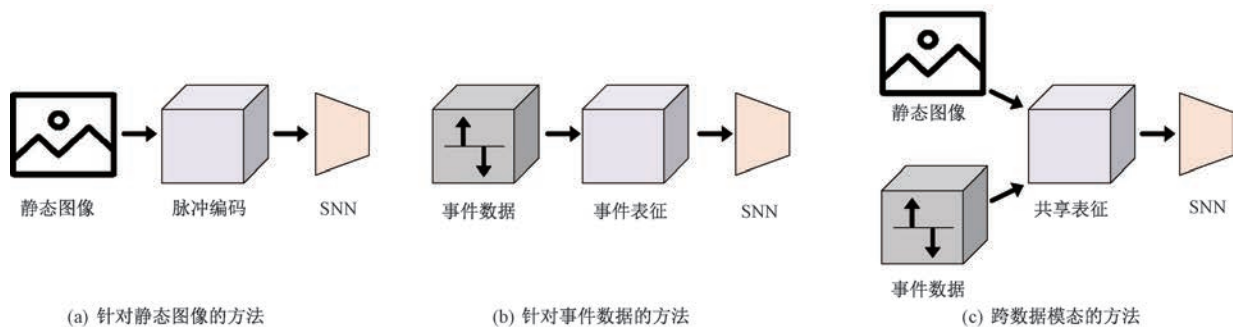 静态图像
脉冲编码
SNN
(a) 针对静态图像的方法
事件数据
事件表征
SNN
(b) 针对事件数据的方法
静态图像
事件数据
共享表征
SNN
(c) 跨数据模态的方法